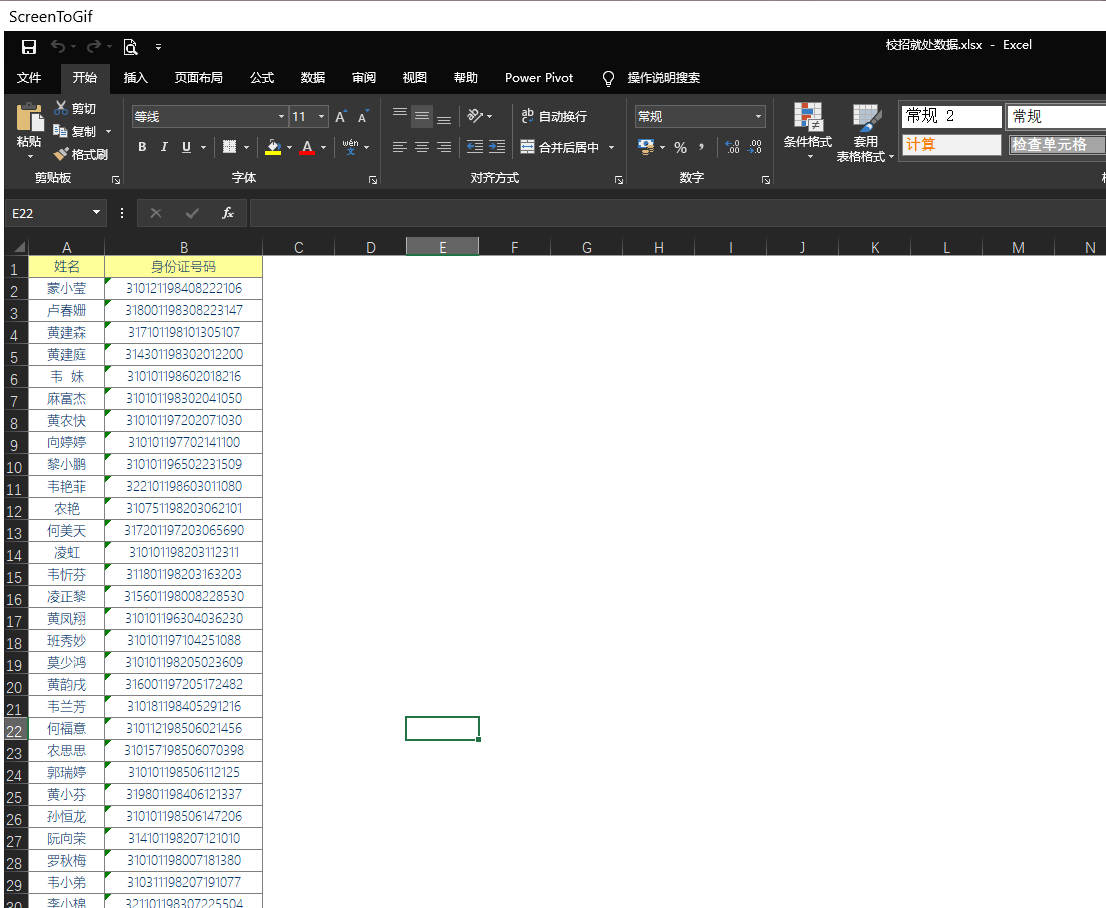 ScreenToGif
校招就处数据.xlsx - Excel
文件 开始 插入 页面布局 公式 数据 审阅 视图 帮助 Power Pivot 操作说明搜索
粘贴 剪切 复制 格式刷 剪贴板
等线 11 A A B I U A wén 文 字体
ab 自动换行 合并后居中 对齐方式
常规 % , .00 .00 数字
条件格式 套用 表格格式
常规 2 常规
计算 检查单元格
E22 fx
A B C D E F G H I J K L M N
1 姓名 身份证号码
2 蒙小莹 310121198408222106
3 卢春姗 318001198308223147
4 黄建森 317101198101305107
5 黄建庭 314301198302012200
6 韦 妹 310101198602018216
7 麻富杰 310101198302041050
8 黄农快 310101197202071030
9 向婷婷 310101197702141100
10 黎小鹏 310101196502231509
11 韦艳菲 322101198603011080
12 农艳 310751198203062101
13 何美天 317201197203065690
14 凌虹 310101198203112311
15 韦忻芬 311801198203163203
16 凌正黎 315601198008228530
17 黄凤翔 310101196304036230
18 班秀妙 310101197104251088
19 莫少鸿 310101198205023609
20 黄韵戌 316001197205172482
21 韦兰芳 310181198405291216
22 何福意 310112198506021456
23 农思思 310157198506070398
24 郭瑞婷 310101198506112125
25 黄小芬 319801198406121337
26 孙恒龙 310101198506147206
27 阮向荣 314101198207121010
28 罗秋梅 310101198007181380
29 韦小弟 310311198207191077
30 李小棉 321101198307225504